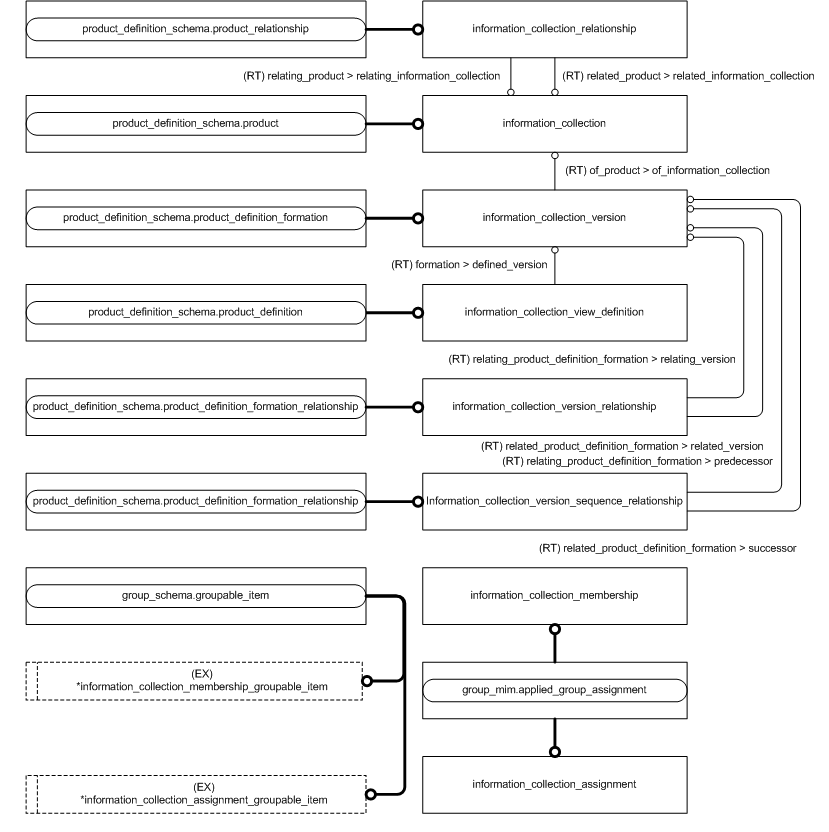 product_definition_schema.product_relationship
information_collection_relationship
(RT) relating_product > relating_information_collection
(RT) related_product > related_information_collection
product_definition_schema.product
information_collection
(RT) of_product > of_information_collection
product_definition_schema.product_definition_formation
information_collection_version
(RT) formation > defined_version
product_definition_schema.product_definition
information_collection_view_definition
(RT) relating_product_definition_formation > relating_version
product_definition_schema.product_definition_formation_relationship
information_collection_version_relationship
(RT) related_product_definition_formation > related_version
(RT) relating_product_definition_formation > predecessor
product_definition_schema.product_definition_formation_relationship
Information_collection_version_sequence_relationship
(RT) related_product_definition_formation > successor
group_schema.groupable_item
information_collection_membership
(EX)
*information_collection_membership_groupable_item
group_mim.applied_group_assignment
(EX)
*information_collection_assignment_groupable_item
information_collection_assignment